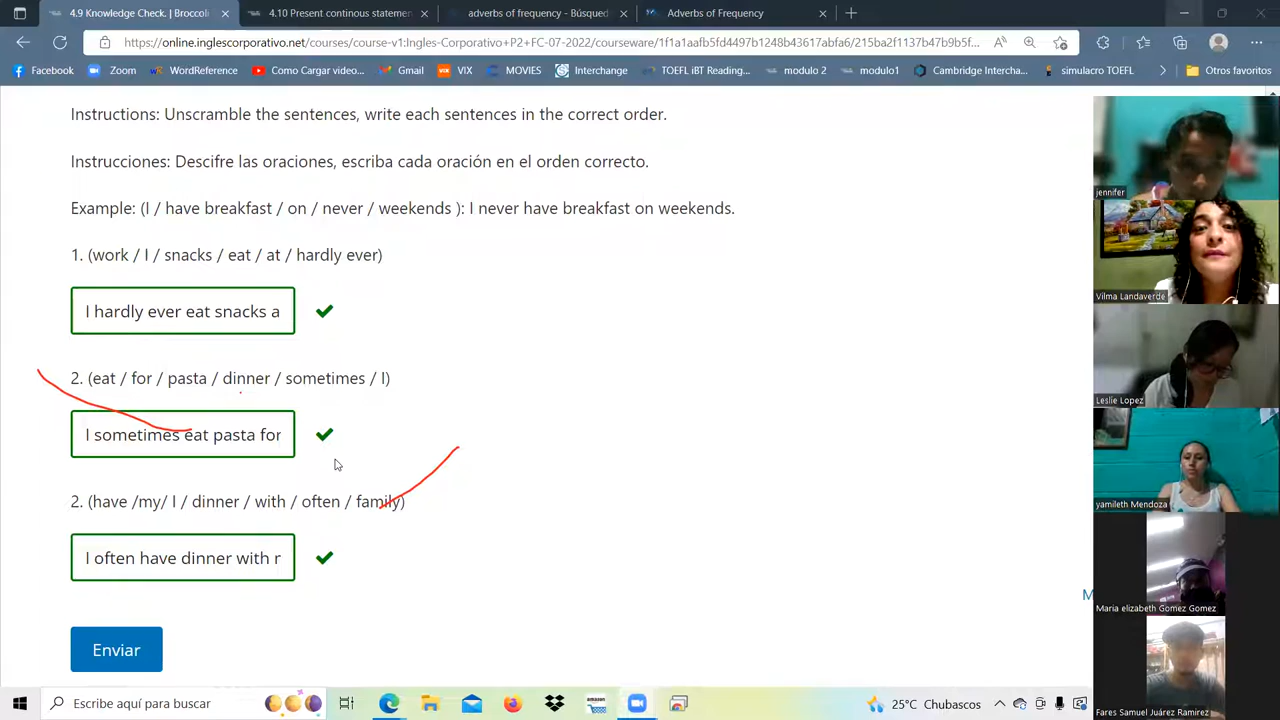 4.9 Knowledge Check. | Broccoli
4.10 Present continous statemen
adverbs of frequency - Búsqued
Adverbs of Frequency
https://online.inglescorporativo.net/courses/course-v1:Ingles-Corporativo+P2+FC-07-2022/courseware/1f1a1aafb5fd4497b1248b43617abfa6/215ba2f1137b47b9b5f...
Facebook
Zoom
WordReference
Como Cargar video...
Gmail
VIX
MOVIES
Interchange
TOEFL iBT Reading...
modulo 2
modulo1
Cambridge Intercha...
simulacro TOEFL
Otros favoritos
Instructions: Unscramble the sentences, write each sentences in the correct order.
Instrucciones: Descifre las oraciones, escriba cada oración en el orden correcto.
Example: (I / have breakfast / on / never / weekends ): I never have breakfast on weekends.
1. (work / I / snacks / eat / at / hardly ever)
I hardly ever eat snacks a
2. (eat / for / pasta / dinner / sometimes / I)
I sometimes eat pasta for
2. (have /my/ I / dinner / with / often / family)
I often have dinner with r
Enviar
jennifer
Vilma Landaverde
Leslie Lopez
yamileth Mendoza
Maria elizabeth Gomez Gomez
Fares Samuel Juárez Ramirez
Escribe aquí para buscar
25°C Chubascos